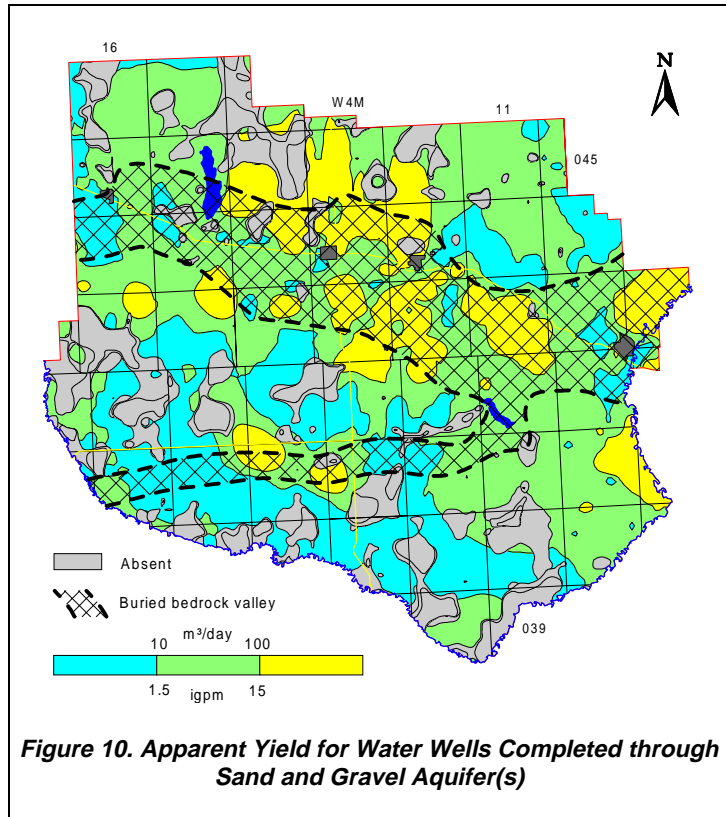 16
N
W4M
11
045
Absent
Buried bedrock valley
039
m³/day
10 100
1.5 igpm 15
Figure 10. Apparent Yield for Water Wells Completed through
Sand and Gravel Aquifer(s)